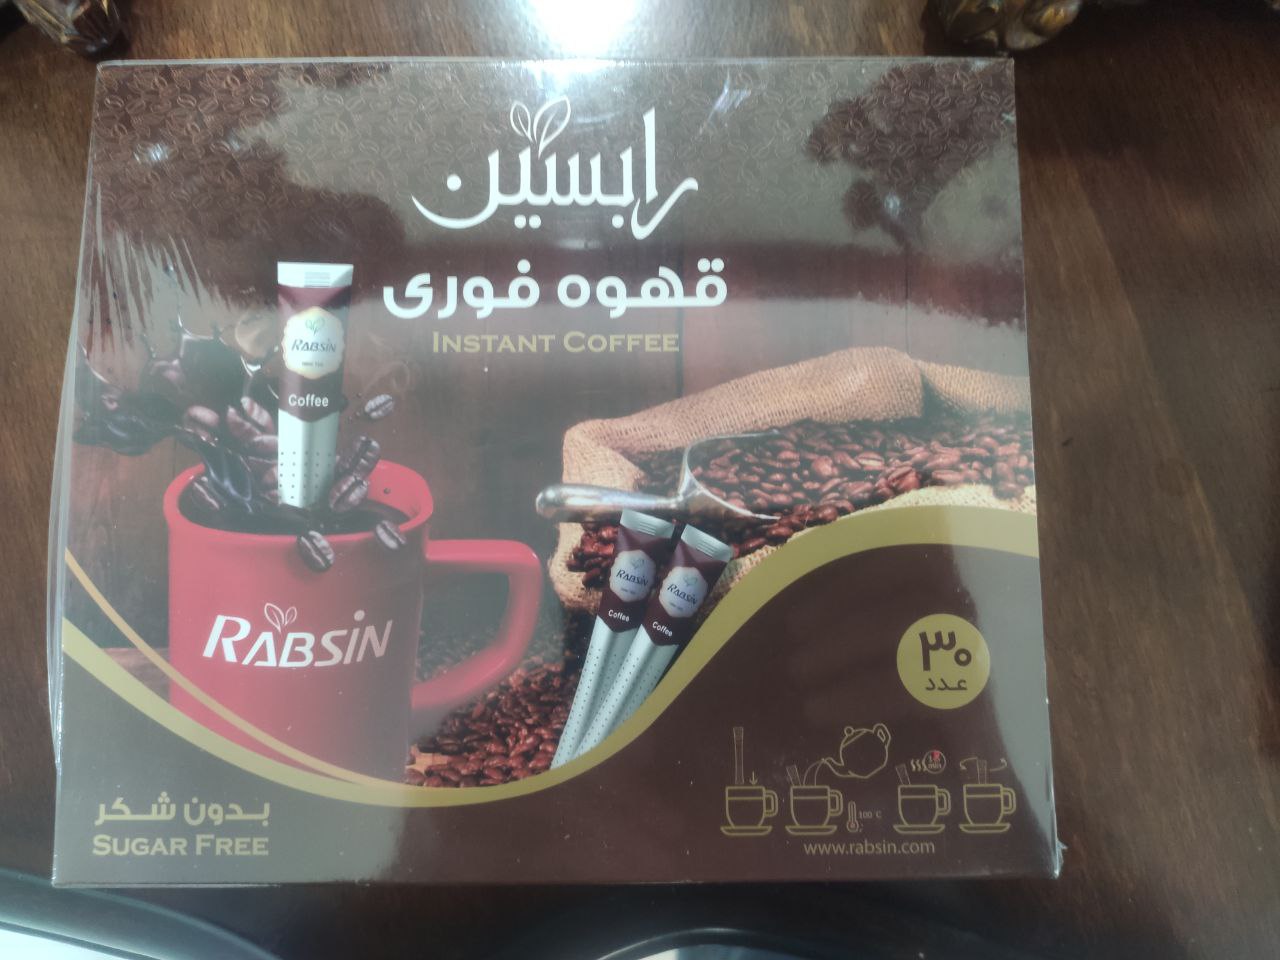 رابسین
قهوه فوری
INSTANT COFFEE
RABSIN
Coffee
RABSIN
Coffee
RABSIN
Coffee
RABSIN
۳۰
عدد
بدون شکر
SUGAR FREE
100 C
www.rabsin.com